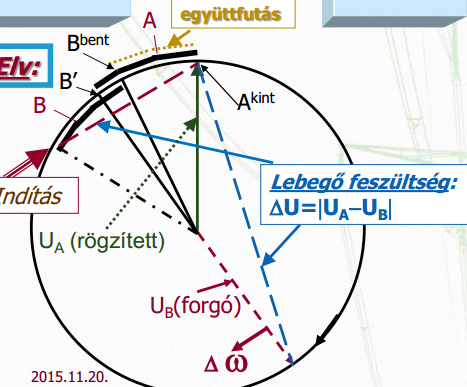 együttfutás
A
B^bent
Elv:
B′
B
A^kint
Indítás
Lebegő feszültség:
ΔU=|U_A–U_B|
U_A (rögzített)
U_B(forgó)
Δ ω
2015.11.20.